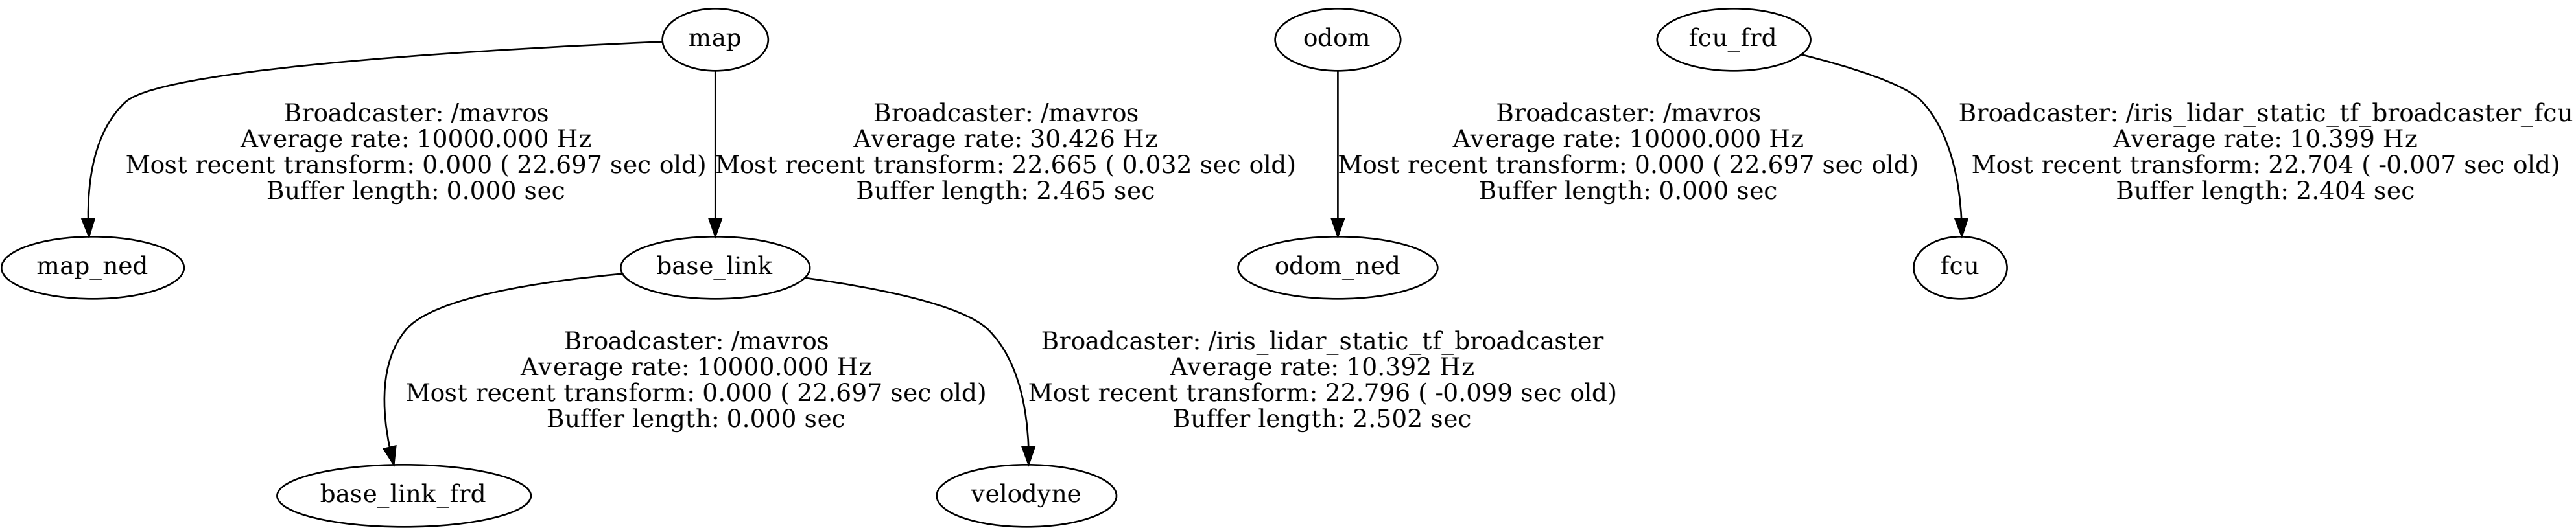 map
odom
fcu_frd
Broadcaster: /mavros
Average rate: 10000.000 Hz
Most recent transform: 0.000 ( 22.697 sec old)
Buffer length: 0.000 sec
Broadcaster: /mavros
Average rate: 30.426 Hz
Most recent transform: 22.665 ( 0.032 sec old)
Buffer length: 2.465 sec
Broadcaster: /mavros
Average rate: 10000.000 Hz
Most recent transform: 0.000 ( 22.697 sec old)
Buffer length: 0.000 sec
Broadcaster: /iris_lidar_static_tf_broadcaster_fcu
Average rate: 10.399 Hz
Most recent transform: 22.704 ( -0.007 sec old)
Buffer length: 2.404 sec
map_ned
base_link
odom_ned
fcu
Broadcaster: /mavros
Average rate: 10000.000 Hz
Most recent transform: 0.000 ( 22.697 sec old)
Buffer length: 0.000 sec
Broadcaster: /iris_lidar_static_tf_broadcaster
Average rate: 10.392 Hz
Most recent transform: 22.796 ( -0.099 sec old)
Buffer length: 2.502 sec
base_link_frd
velodyne